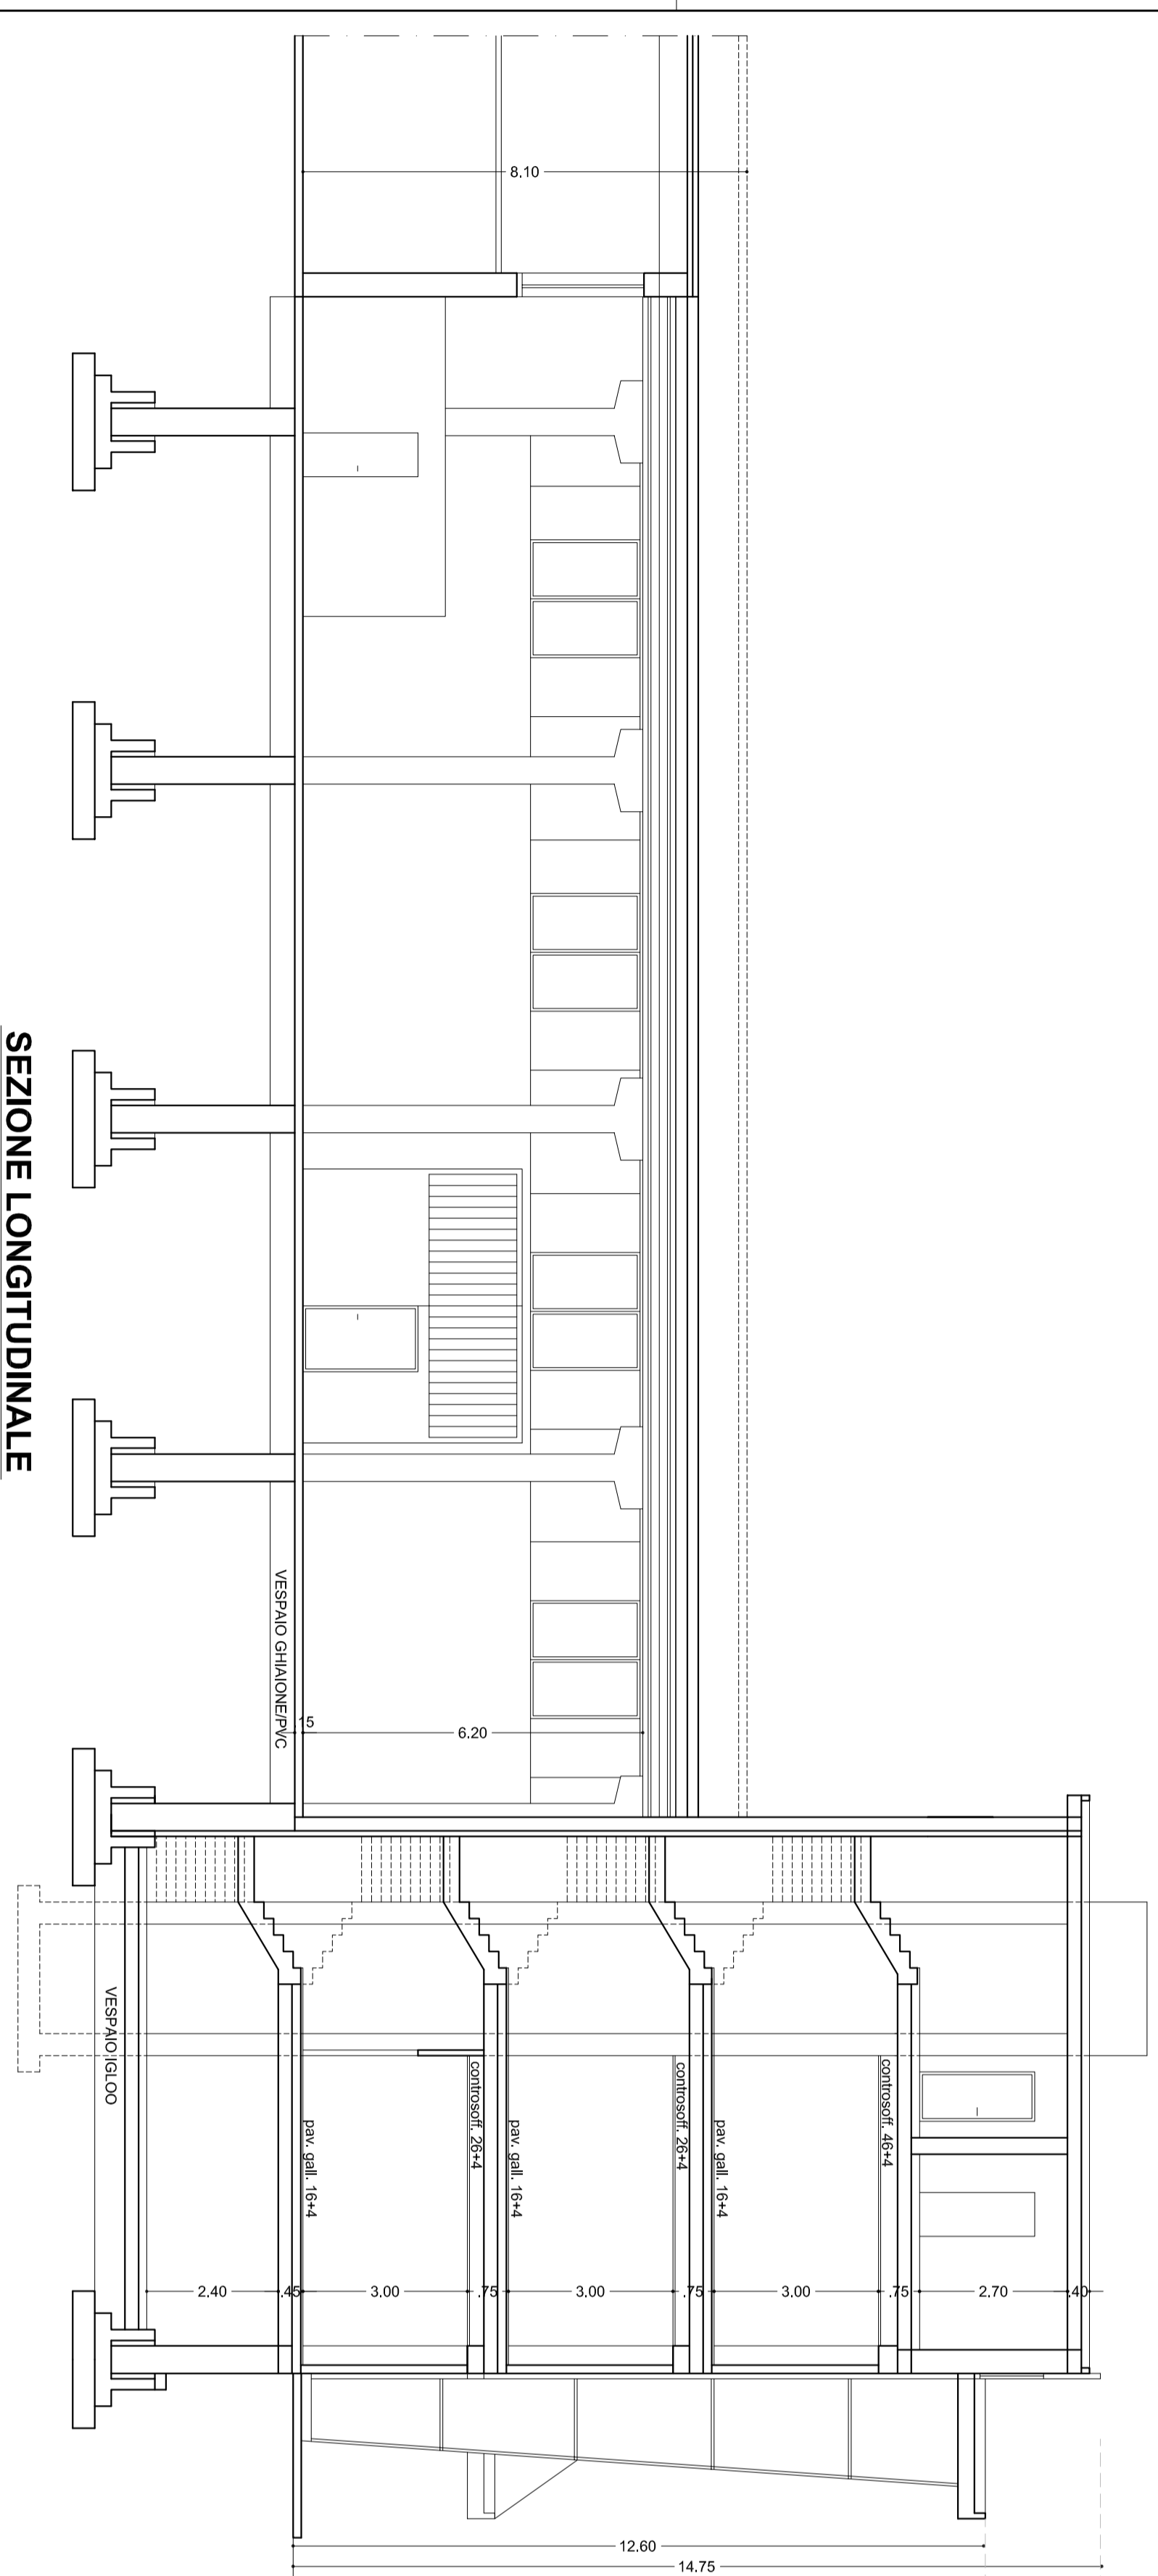 8.10
6.20
.15
VESPAIO GHIAIONE/PVC
controsoff. 26+4
controsoff. 26+4
controsoff. 46+4
pav. gall. 16+4
pav. gall. 16+4
pav. gall. 16+4
VESPAIO IGLOO
2.40
.45
3.00
.75
3.00
.75
3.00
.75
2.70
.40
12.60
14.75
SEZIONE LONGITUDINALE